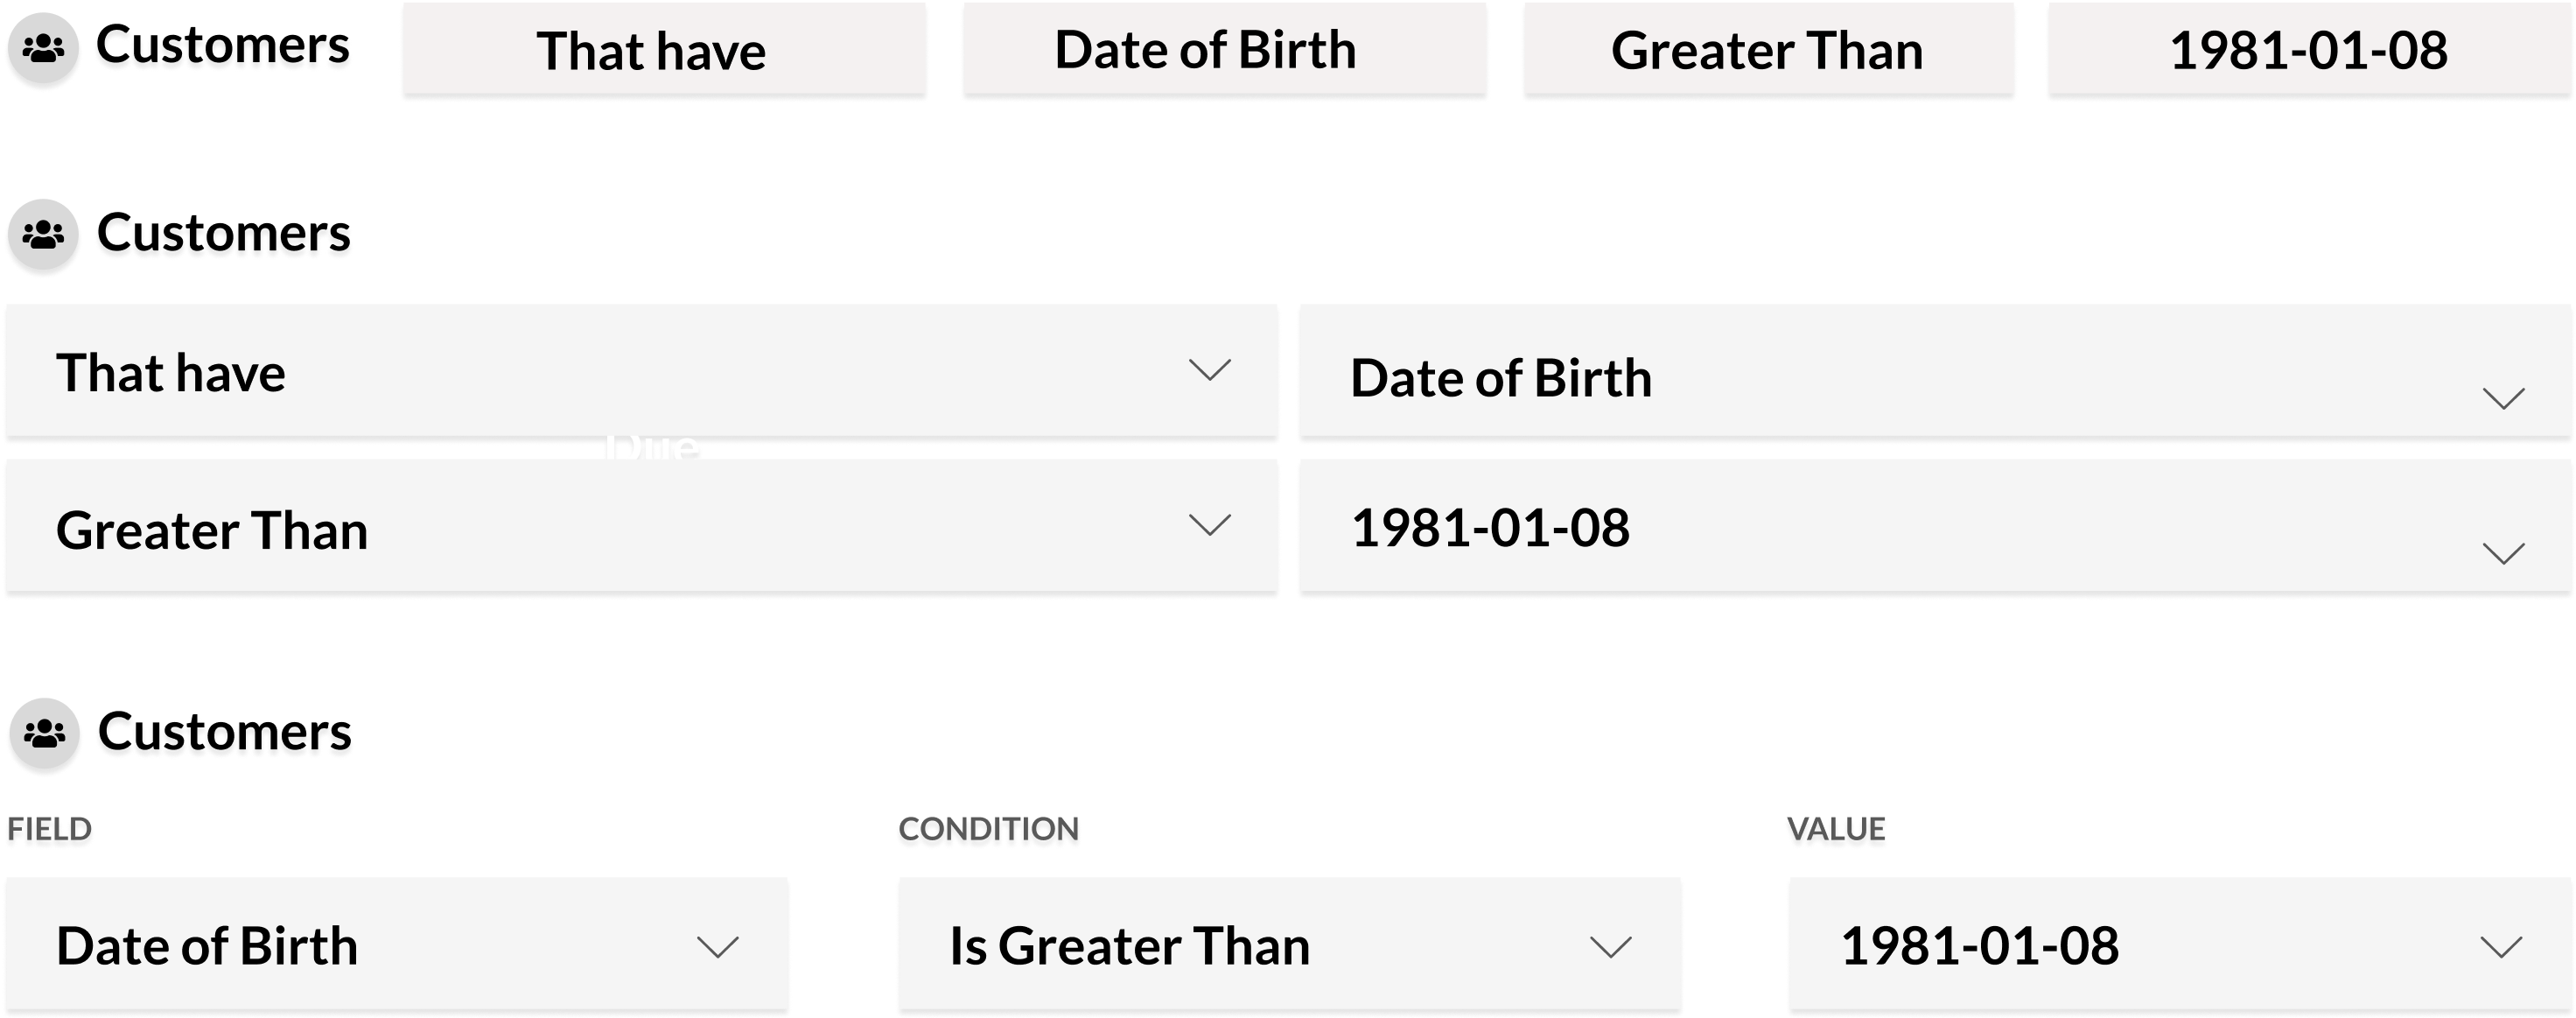 Customers That have Date of Birth Greater Than 1981-01-08
Customers
That have Date of Birth
Due
Greater Than 1981-01-08
Customers
FIELD CONDITION VALUE
Date of Birth Is Greater Than 1981-01-08